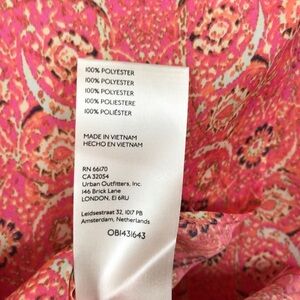 100% POLYESTER
100% POLYESTER
100% POLYESTER
100% POLIESTERE
100% POLIÉSTER
MADE IN VIETNAM
HECHO EN VIETNAM
RN 66170
CA 32054
Urban Outfitters, Inc.
146 Brick Lane
LONDON, E1 6RU
Leidsestraat 32, 1017 PB
Amsterdam, Netherlands
OB1431643